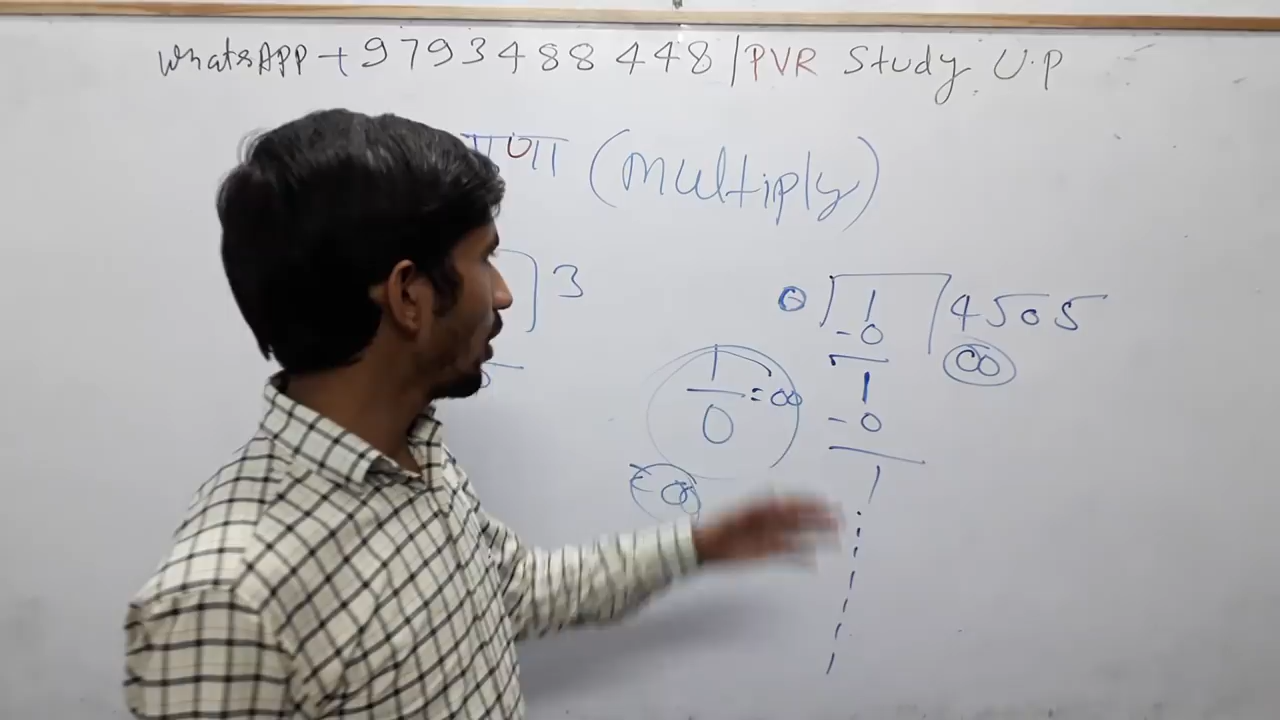 WhatsAPP + 9793488448 / PVR Study U.P
(Multiply)
3
0 1 4505
-0 ∞
1
-0
1
1/0 = ∞